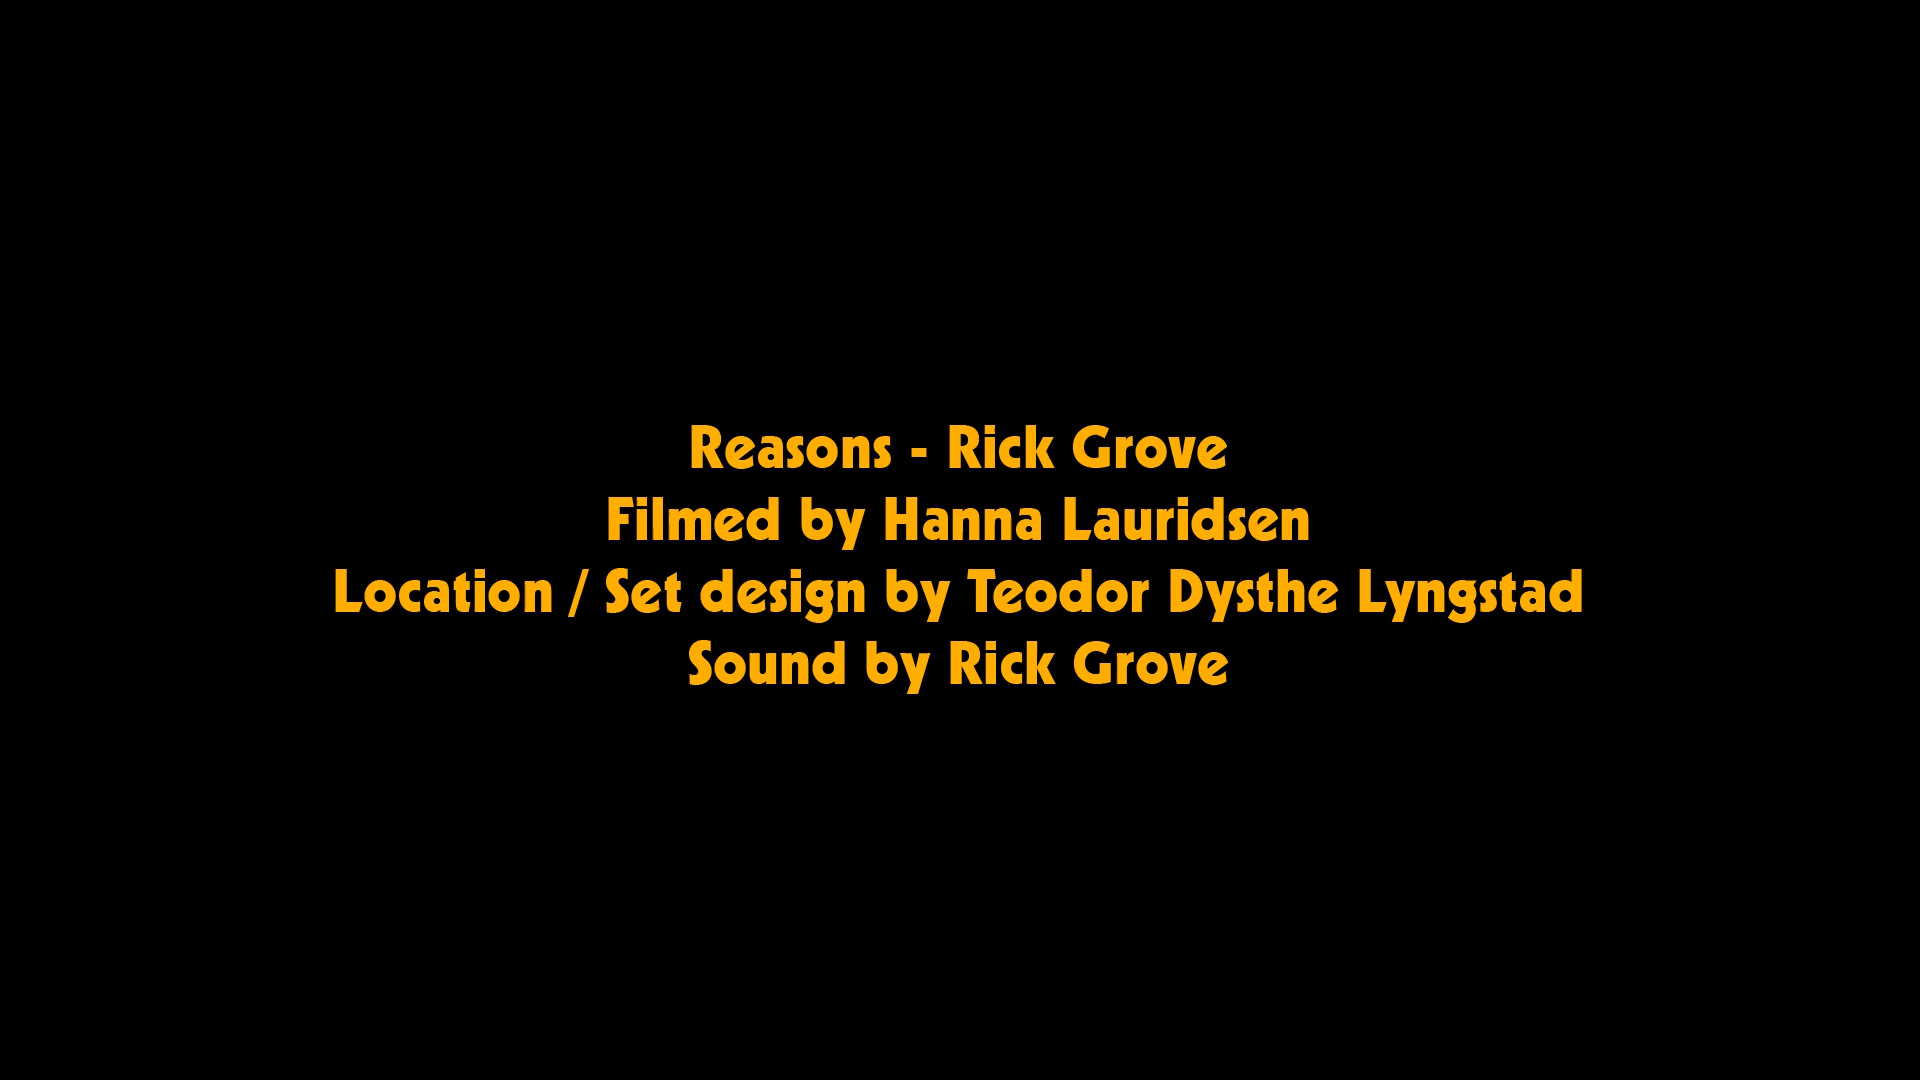 Reasons - Rick Grove
Filmed by Hanna Lauridsen
Location / Set design by Teodor Dysthe Lyngstad
Sound by Rick Grove